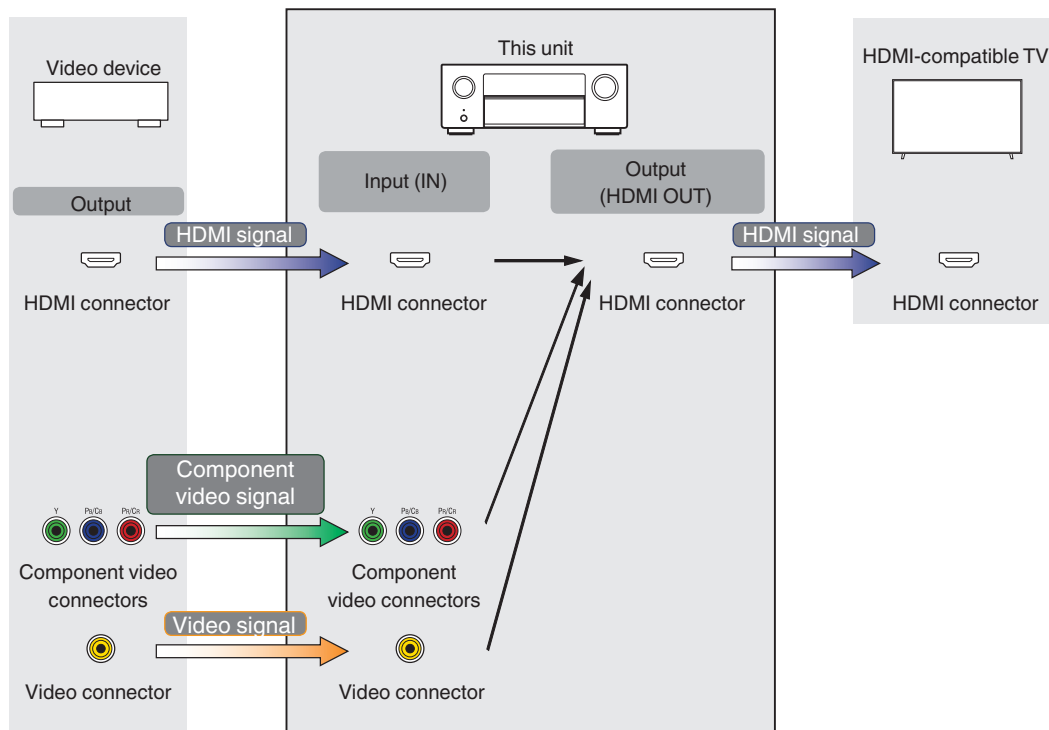 Video device
This unit
HDMI-compatible TV
Output
Input (IN)
Output
(HDMI OUT)
HDMI signal
HDMI signal
HDMI connector
HDMI connector
HDMI connector
HDMI connector
Component
video signal
Y PB/CB PR/CR
Y PB/CB PR/CR
Component video
connectors
Component
video connectors
Video signal
Video connector
Video connector